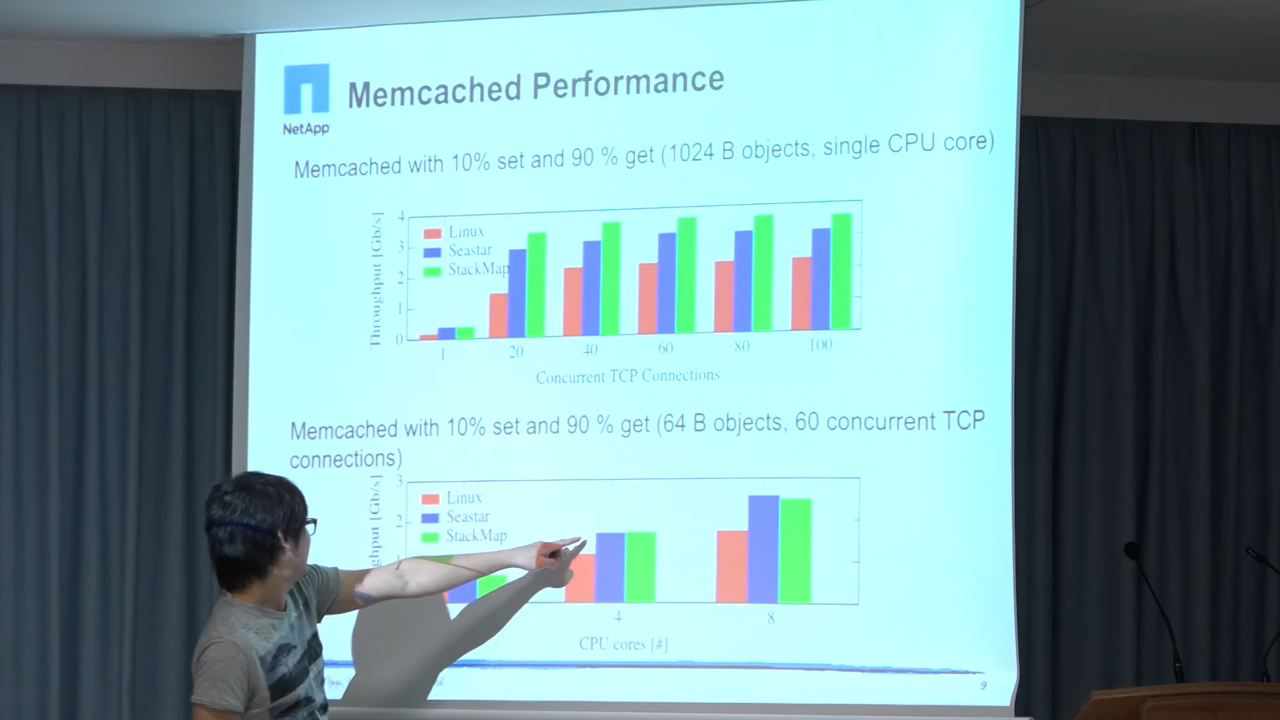 NetApp
Memcached Performance
Memcached with 10% set and 90 % get (1024 B objects, single CPU core)
Throughput [Gb/s]
4
3
2
1
0
Linux
Seastar
StackMap
1 20 40 60 80 100
Concurrent TCP Connections
Memcached with 10% set and 90 % get (64 B objects, 60 concurrent TCP
connections)
[Gb/s]
3
2
Linux
Seastar
StackMap
4 8
CPU cores [#]
9